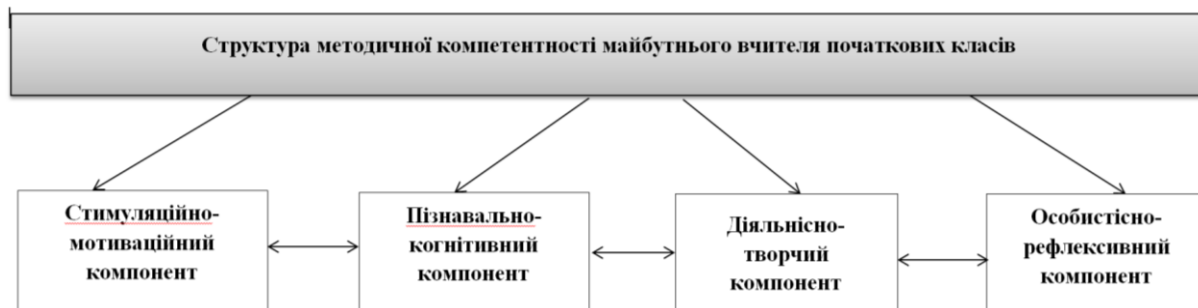 Структура методичної компетентності майбутнього вчителя початкових класів
Стимуляційно-
мотиваційний
компонент
Пізнавально-
когнітивний
компонент
Діяльнісно-
творчий
компонент
Особистісно-
рефлексивний
компонент